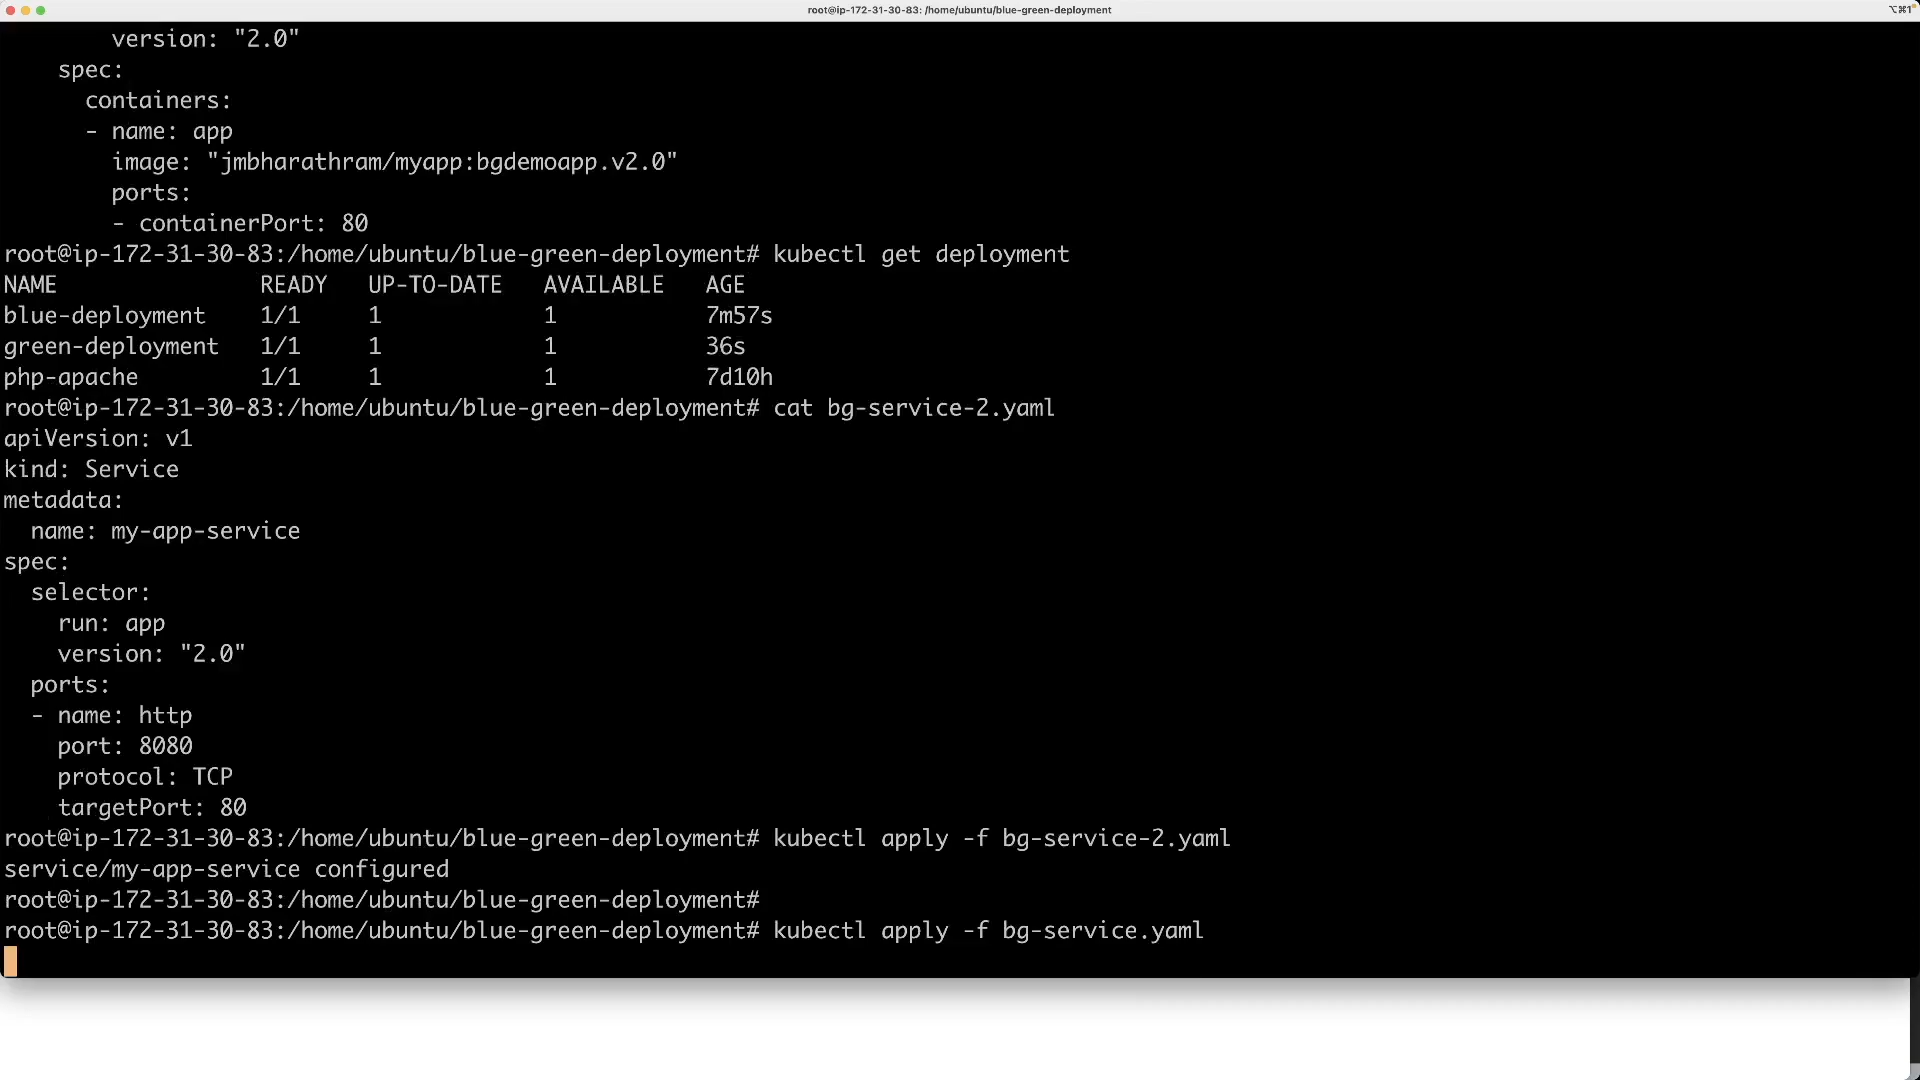 root@ip-172-31-30-83: /home/ubuntu/blue-green-deployment
⌥⌘1
version: "2.0"
spec:
containers:
- name: app
image: "jmbharathram/myapp:bgdemoapp.v2.0"
ports:
- containerPort: 80
root@ip-172-31-30-83:/home/ubuntu/blue-green-deployment# kubectl get deployment
NAME READY UP-TO-DATE AVAILABLE AGE
blue-deployment 1/1 1 1 7m57s
green-deployment 1/1 1 1 36s
php-apache 1/1 1 1 7d10h
root@ip-172-31-30-83:/home/ubuntu/blue-green-deployment# cat bg-service-2.yaml
apiVersion: v1
kind: Service
metadata:
name: my-app-service
spec:
selector:
run: app
version: "2.0"
ports:
- name: http
port: 8080
protocol: TCP
targetPort: 80
root@ip-172-31-30-83:/home/ubuntu/blue-green-deployment# kubectl apply -f bg-service-2.yaml
service/my-app-service configured
root@ip-172-31-30-83:/home/ubuntu/blue-green-deployment#
root@ip-172-31-30-83:/home/ubuntu/blue-green-deployment# kubectl apply -f bg-service.yaml